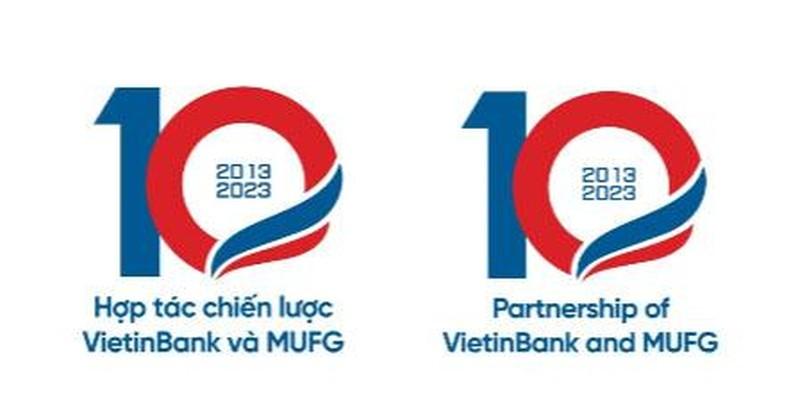 10
2013
2023
Hợp tác chiến lược
VietinBank và MUFG
10
2013
2023
Partnership of
VietinBank and MUFG